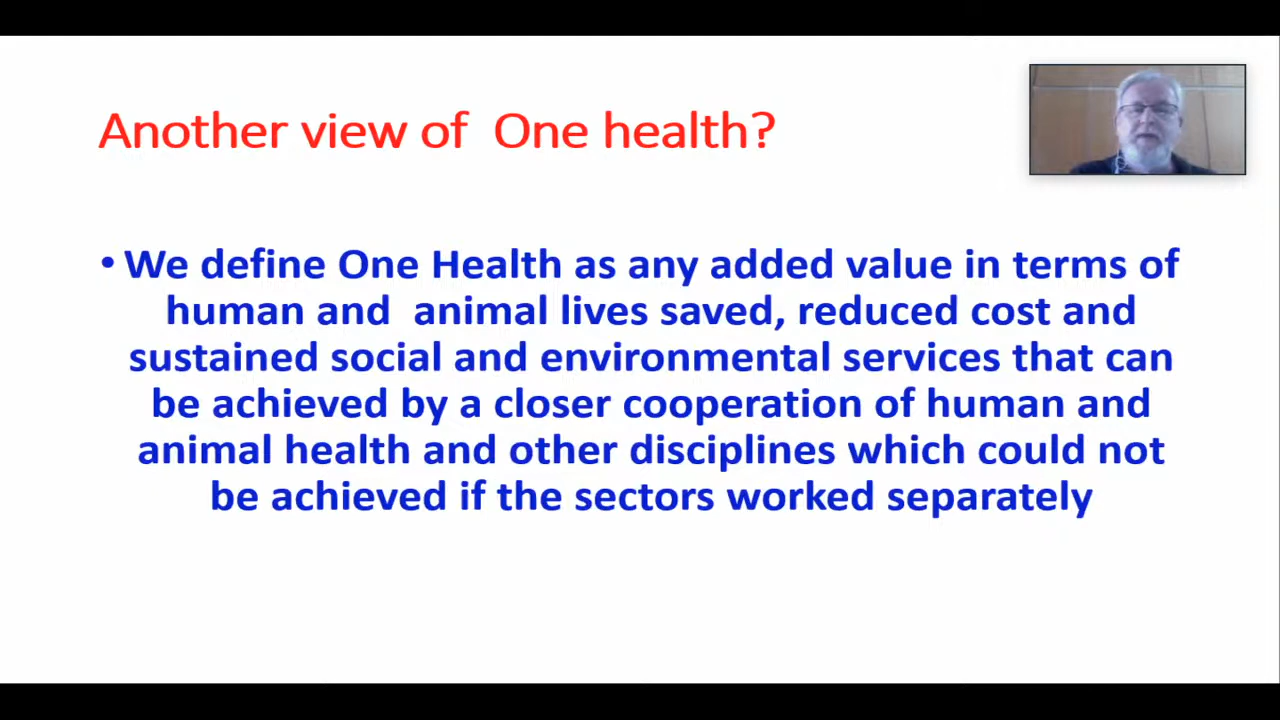 Another view of  One health?
• We define One Health as any added value in terms of
human and  animal lives saved, reduced cost and
sustained social and environmental services that can
be achieved by a closer cooperation of human and
animal health and other disciplines which could not
be achieved if the sectors worked separately